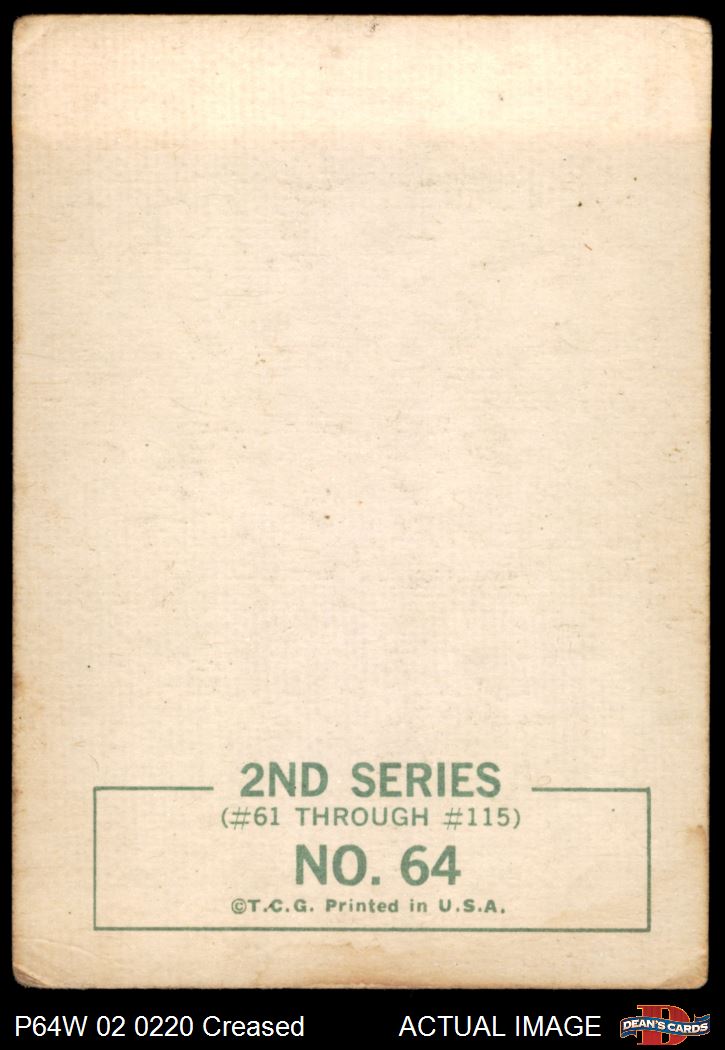 2ND SERIES
(#61 THROUGH #115)
NO. 64
©T.C.G. Printed in U.S.A.
P64W 02 0220 Creased ACTUAL IMAGE
D
DEAN'S CARDS